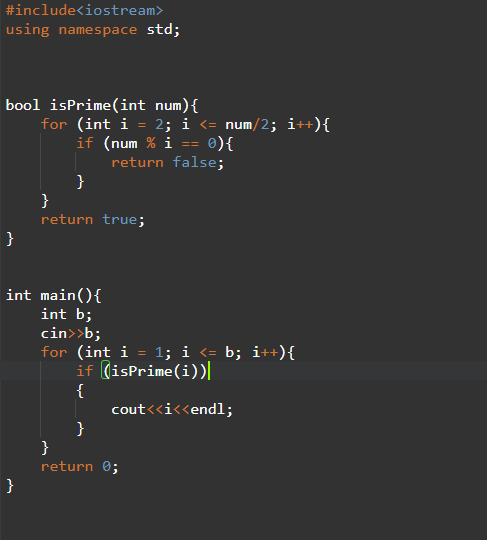 #include<iostream>
using namespace std;
bool isPrime(int num){
    for (int i = 2; i <= num/2; i++){
        if (num % i == 0){
            return false;
        }
    }
    return true;
}
int main(){
    int b;
    cin>>b;
    for (int i = 1; i <= b; i++){
        if (isPrime(i))
        {
            cout<<i<<endl;
        }
    }
    return 0;
}